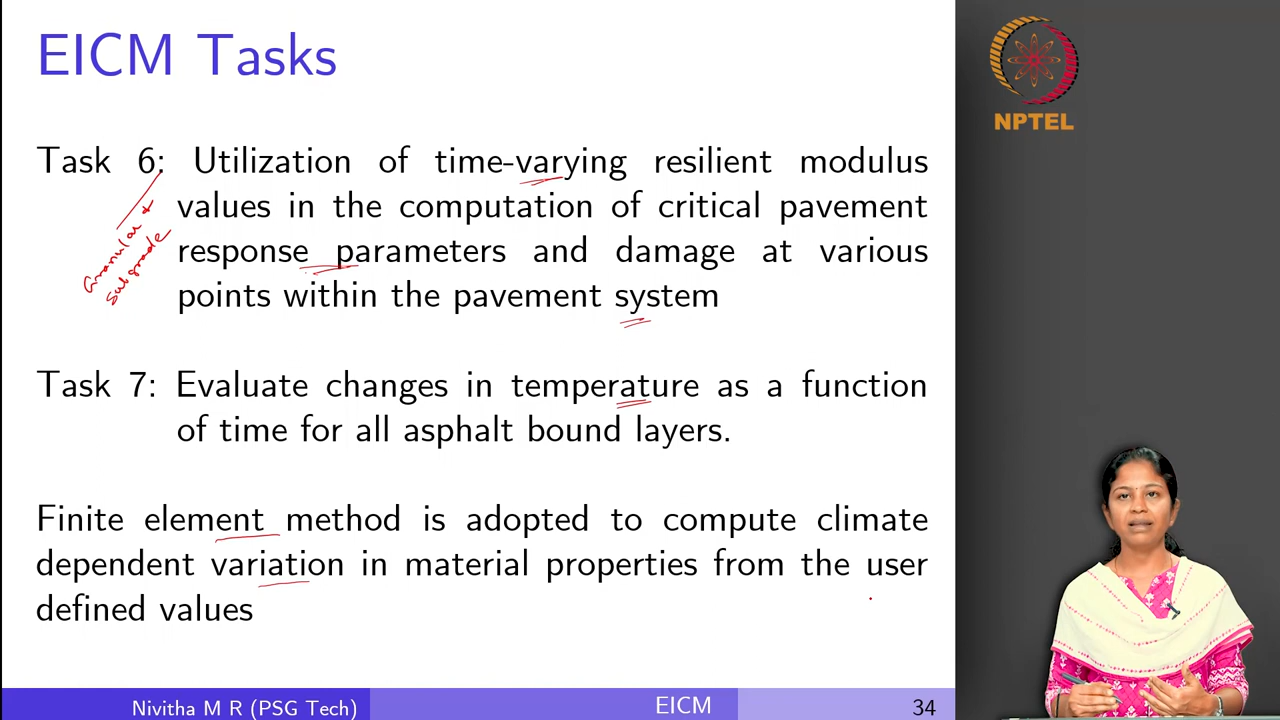 EICM Tasks
NPTEL
Task 6: Utilization of time-varying resilient modulus
values in the computation of critical pavement
response parameters and damage at various
points within the pavement system
Granular +
subgrade
Task 7: Evaluate changes in temperature as a function
of time for all asphalt bound layers.
Finite element method is adopted to compute climate
dependent variation in material properties from the user
defined values
Nivitha M R (PSG Tech)
EICM
34